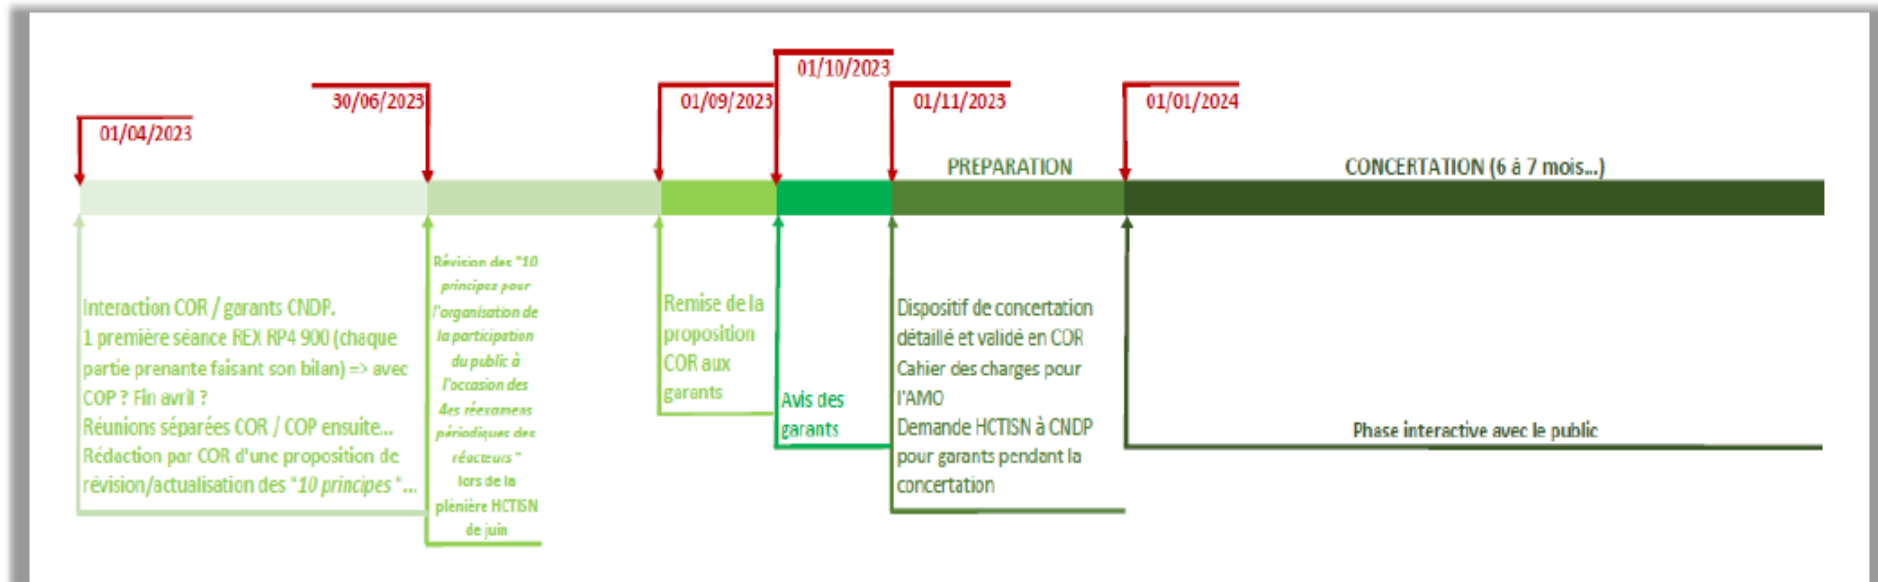 01/04/2023
30/06/2023
01/09/2023
01/10/2023
01/11/2023
01/01/2024
PREPARATION
CONCERTATION (6 à 7 mois...)
Interaction COR / garants CNDP.
1 première séance REX RP4 900 (chaque
partie prenante faisant son bilan) => avec
COP ? Fin avril ?
Réunions séparées COR / COP ensuite...
Rédaction par COR d'une proposition de
révision/actualisation des "10 principes "...
Révision des "10
principes pour
l'organisation de
la participation
du public à
l'occasion des
4es réexamens
périodiques des
réacteurs "
lors de la
plénière HCTISN
de juin
Remise de la
proposition
COR aux
garants
Avis des
garants
Dispositif de concertation
détaillé et validé en COR
Cahier des charges pour
l'AMO
Demande HCTISN à CNDP
pour garants pendant la
concertation
Phase interactive avec le public